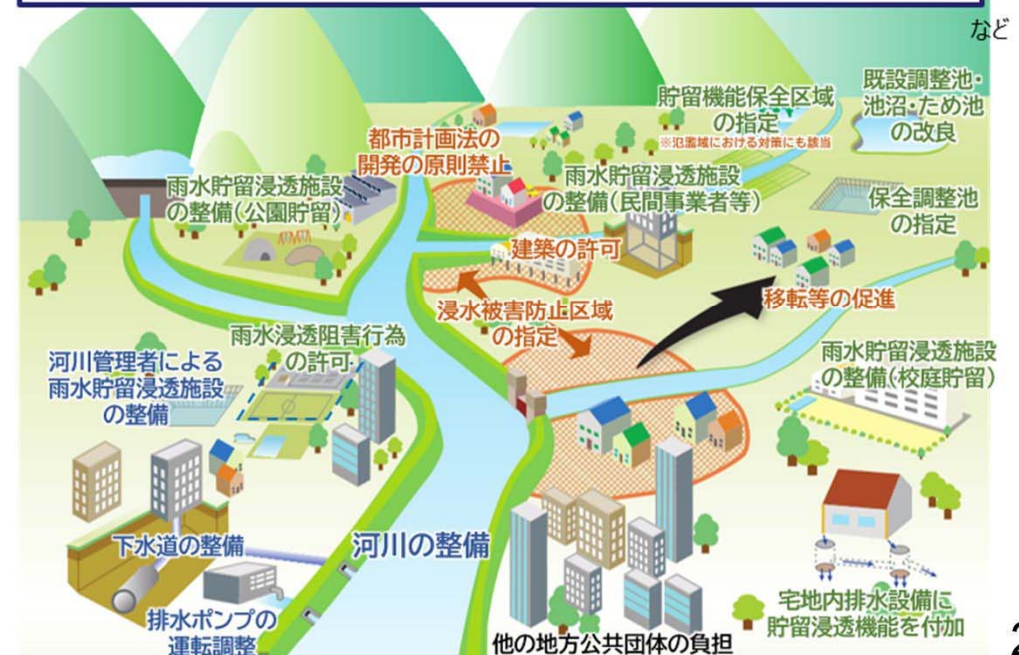 など
貯留機能保全区域
の指定
※氾濫域における対策にも該当
既設調整池・
池沼・ため池
の改良
都市計画法の
開発の原則禁止
雨水貯留浸透施設
の整備(公園貯留)
雨水貯留浸透施設
の整備(民間事業者等)
保全調整池
の指定
建築の許可
浸水被害防止区域
の指定
移転等の促進
雨水浸透阻害行為
の許可
河川管理者による
雨水貯留浸透施設
の整備
雨水貯留浸透施設
の整備(校庭貯留)
下水道の整備
河川の整備
排水ポンプの
運転調整
他の地方公共団体の負担
宅地内排水設備に
貯留浸透機能を付加